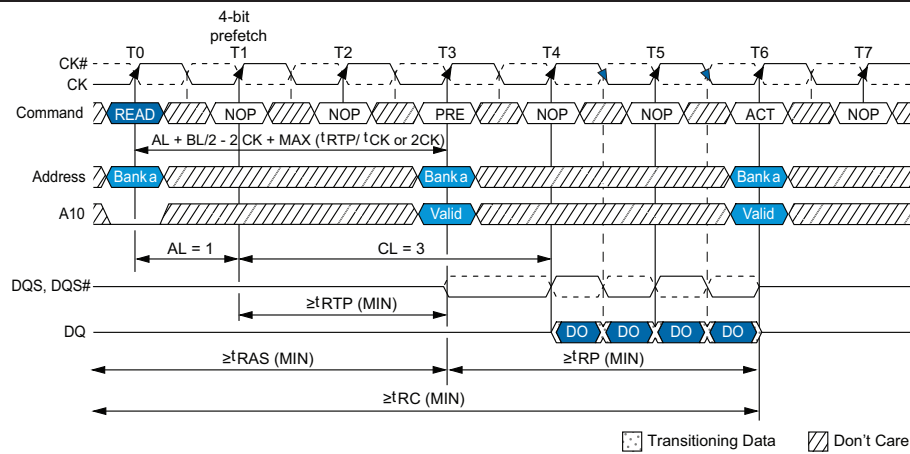 4-bit
prefetch
T0 T1 T2 T3 T4 T5 T6 T7
CK#
CK
Command READ NOP NOP PRE NOP NOP ACT NOP
AL + BL/2 - 2 CK + MAX (tRTP/ tCK or 2CK)
Address Bank a Bank a Bank a
A10 Valid Valid
AL = 1 CL = 3
DQS, DQS#
≥tRTP (MIN)
DQ DO DO DO DO
≥tRAS (MIN) ≥tRP (MIN)
≥tRC (MIN)
Transitioning Data Don't Care